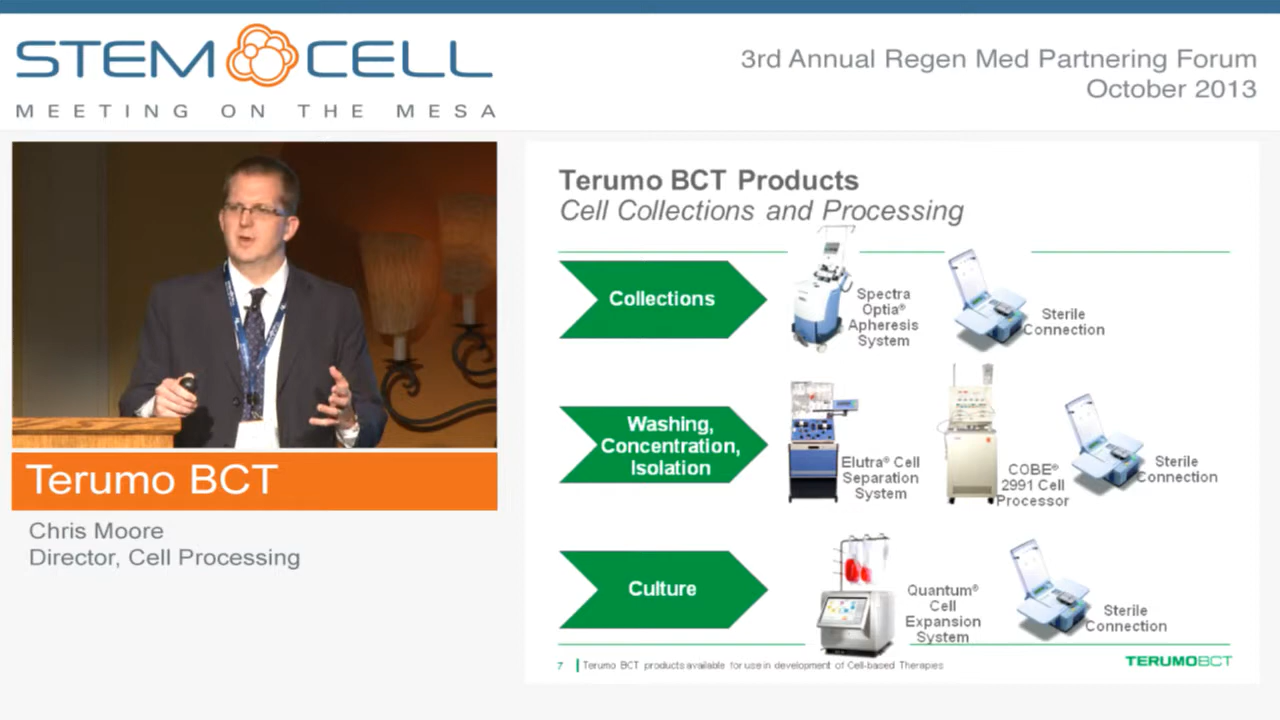 STEM CELL
MEETING ON THE MESA
3rd Annual Regen Med Partnering Forum
October 2013
Terumo BCT
Chris Moore
Director, Cell Processing
Terumo BCT Products
Cell Collections and Processing
Collections
Spectra
Optia®
Apheresis
System
Sterile
Connection
Washing,
Concentration,
Isolation
Elutra® Cell
Separation
System
COBE®
2991 Cell
Processor
Sterile
Connection
Culture
Quantum®
Cell
Expansion
System
Sterile
Connection
7
Terumo BCT products available for use in development of Cell-based Therapies
TERUMOBCT